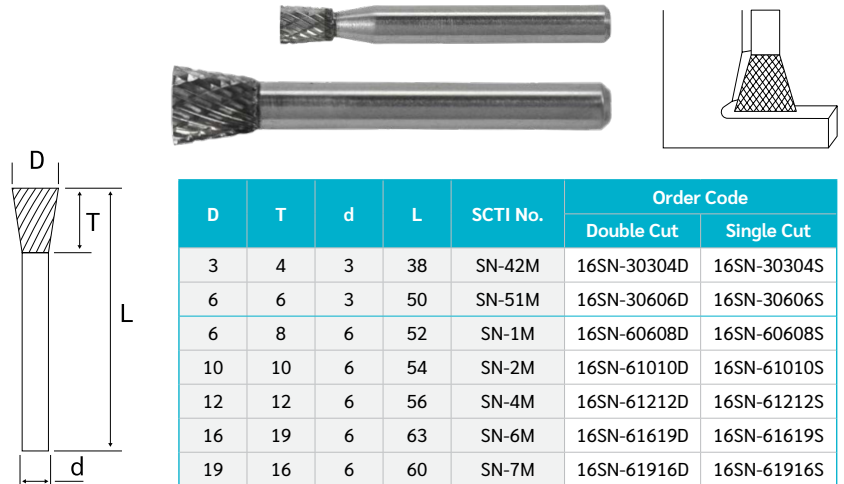 D
T
L
d
D T d L SCTI No. Order Code
Double Cut Single Cut
3 4 3 38 SN-42M 16SN-30304D 16SN-30304S
6 6 3 50 SN-51M 16SN-30606D 16SN-30606S
6 8 6 52 SN-1M 16SN-60608D 16SN-60608S
10 10 6 54 SN-2M 16SN-61010D 16SN-61010S
12 12 6 56 SN-4M 16SN-61212D 16SN-61212S
16 19 6 63 SN-6M 16SN-61619D 16SN-61619S
19 16 6 60 SN-7M 16SN-61916D 16SN-61916S